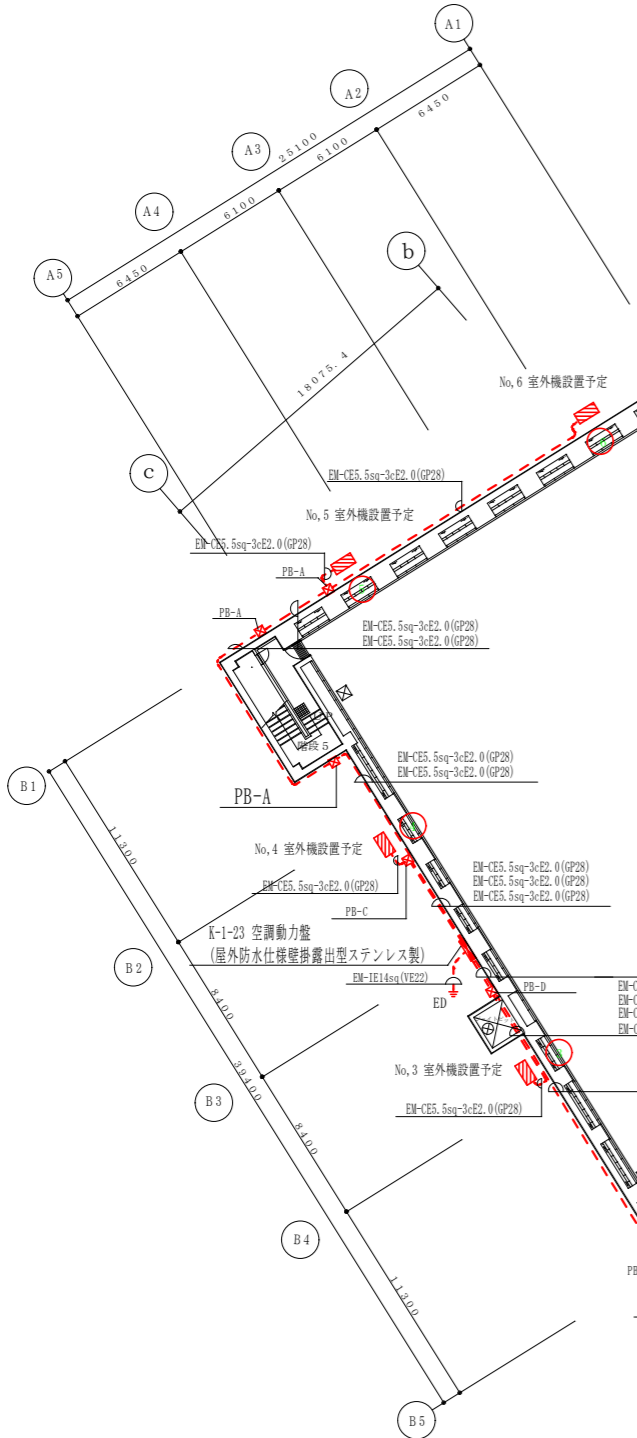 A1
A2
6450
A3
25100
6100
A4
6100
A5
6450
b
18075.4
No,6 室外機設置予定
c
EM-CE5.5sq-3cE2.0(GP28)
No,5 室外機設置予定
EM-CE5.5sq-3cE2.0(GP28)
PB-A
PB-A
EM-CE5.5sq-3cE2.0(GP28)
EM-CE5.5sq-3cE2.0(GP28)
階段5
EM-CE5.5sq-3cE2.0(GP28)
EM-CE5.5sq-3cE2.0(GP28)
B1
PB-A
11300
No,4 室外機設置予定
EM-CE5.5sq-3cE2.0(GP28)
EM-CE5.5sq-3cE2.0(GP28)
EM-CE5.5sq-3cE2.0(GP28)
EM-CE5.5sq-3cE2.0(GP28)
PB-C
K-1-23 空調動力盤
(屋外防水仕様壁掛露出型ステンレス製)
B2
EM-IE14sq(VE22)
PB-D
ED
EM-C
EM-C
EM-C
EM-C
8400
39400
No,3 室外機設置予定
B3
EM-CE5.5sq-3cE2.0(GP28)
8400
B4
PB
11300
B5